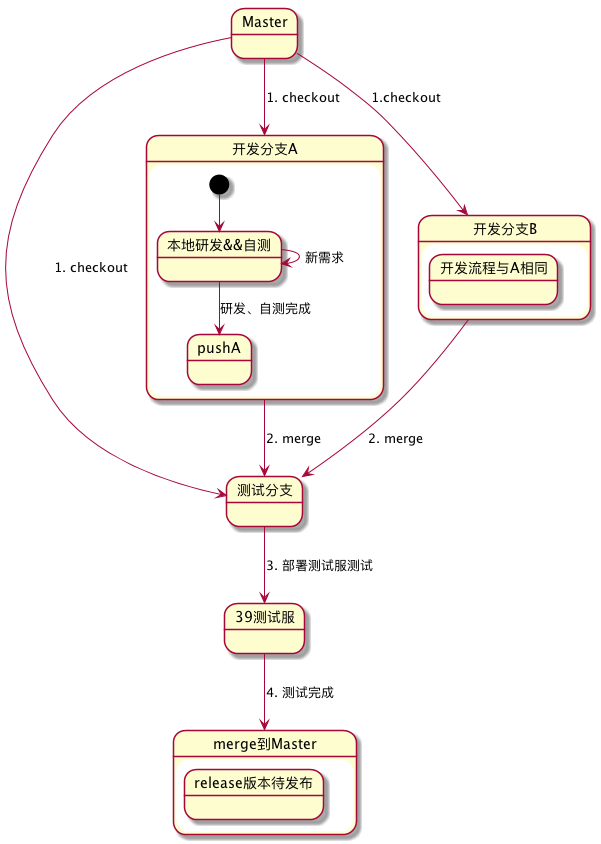 Master
1. checkout
1.checkout
开发分支A
本地研发&&自测
新需求
开发分支B
开发流程与A相同
1. checkout
研发、自测完成
pushA
2. merge
2. merge
测试分支
3. 部署测试服测试
39测试服
4. 测试完成
merge到Master
release版本待发布